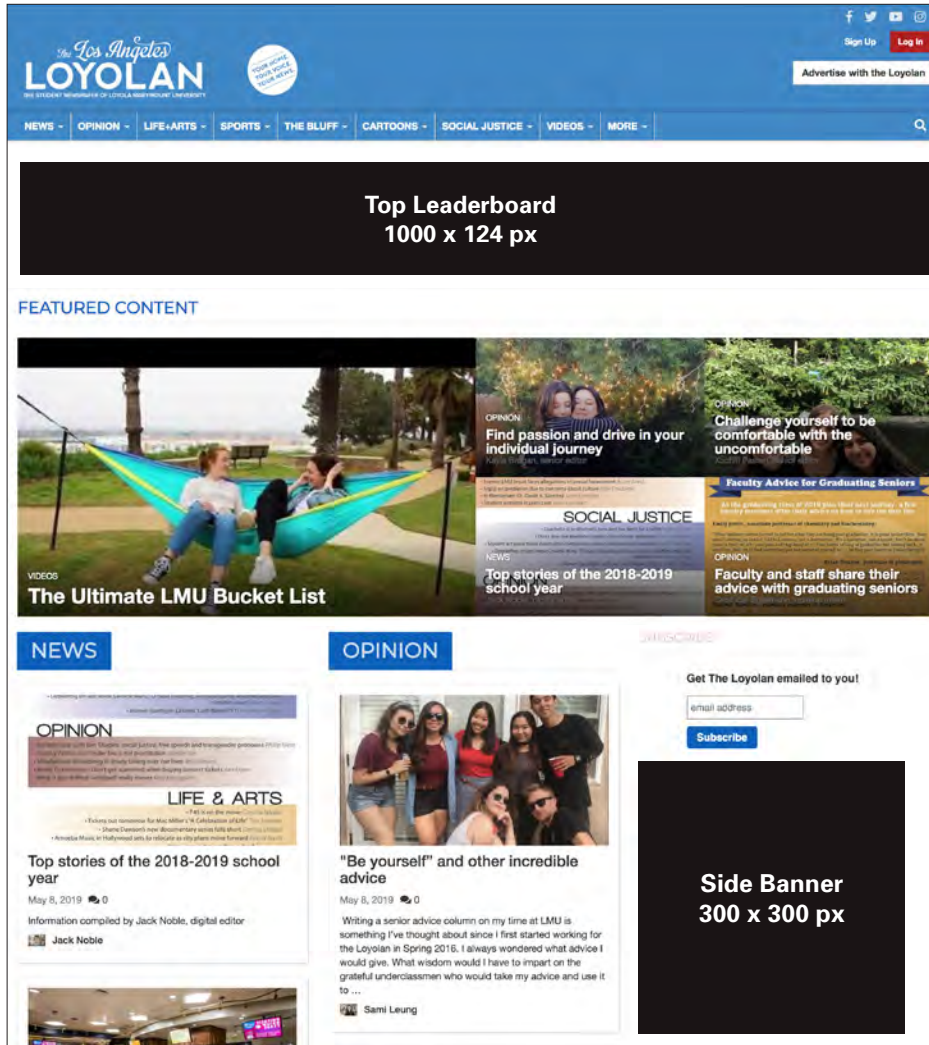 The Los Angeles
LOYOLAN
THE STUDENT NEWSPAPER OF LOYOLA MARYMOUNT UNIVERSITY
YOUR HOME.
YOUR VOICE.
YOUR NEWS.
Sign Up
Log In
Advertise with the Loyolan
NEWS
OPINION
LIFE+ARTS
SPORTS
THE BLUFF
CARTOONS
SOCIAL JUSTICE
VIDEOS
MORE
Top Leaderboard
1000 x 124 px
FEATURED CONTENT
VIDEOS
The Ultimate LMU Bucket List
OPINION
Find passion and drive in your
individual journey
senior editor
OPINION
Challenge yourself to be
comfortable with the
uncomfortable
SOCIAL JUSTICE
NEWS
Top stories of the 2018-2019
school year
Faculty Advice for Graduating Seniors
OPINION
Faculty and staff share their
advice with graduating seniors
NEWS
OPINION
LIFE & ARTS
Top stories of the 2018-2019 school
year
May 8, 2019 0
Information compiled by Jack Noble, digital editor
Jack Noble
OPINION
"Be yourself" and other incredible
advice
May 8, 2019 0
Writing a senior advice column on my time at LMU is
something I've thought about since I first started working for
the Loyolan in Spring 2016. I always wondered what advice I
would give. What wisdom would I have to impart on the
grateful underclassmen who would take my advice and use it
to ...
Sami Leung
Get The Loyolan emailed to you!
email address
Subscribe
Side Banner
300 x 300 px